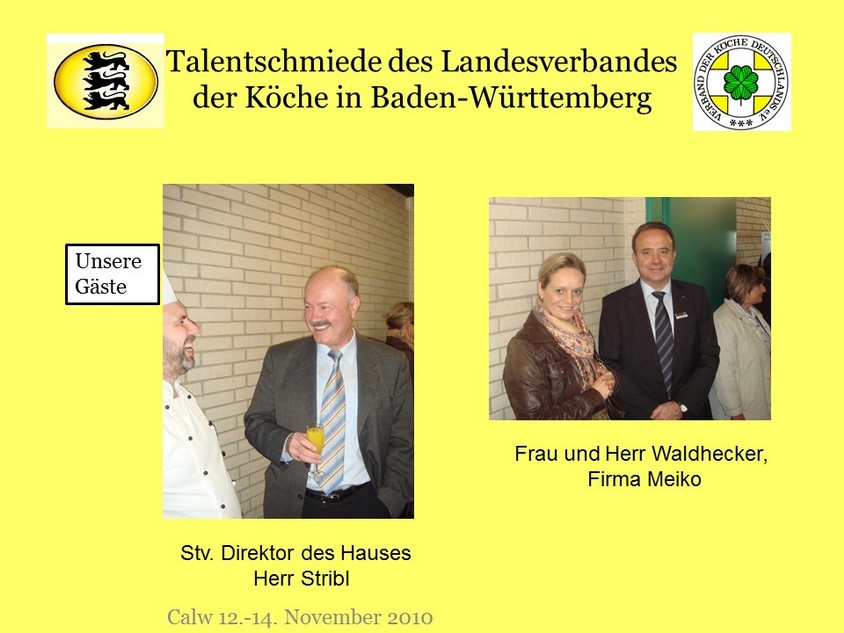 Talentschmiede des Landesverbandes
der Köche in Baden-Württemberg
VERBAND DER KÖCHE DEUTSCHLANDS e.V.
Unsere
Gäste
Frau und Herr Waldhecker,
Firma Meiko
Stv. Direktor des Hauses
Herr Stribl
Calw 12.-14. November 2010